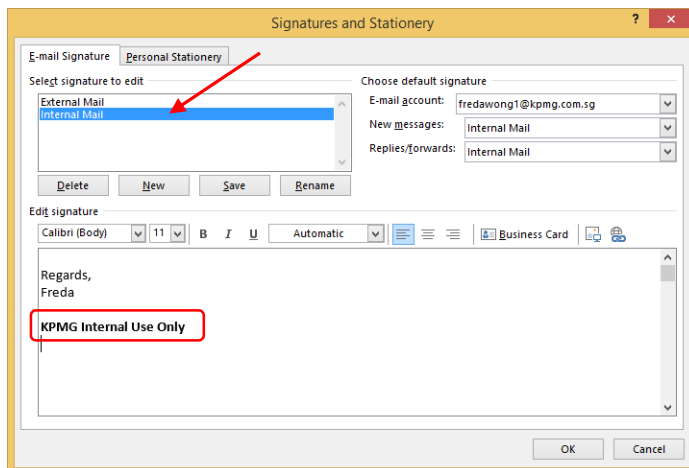 Signatures and Stationery
?
E-mail Signature
Personal Stationery
Select signature to edit
Choose default signature
External Mail
Internal Mail
E-mail account: fredawong1@kpmg.com.sg
New messages: Internal Mail
Replies/forwards: Internal Mail
Delete New Save Rename
Edit signature
Calibri (Body) 11 B I U Automatic Business Card
Regards,
Freda
KPMG Internal Use Only
OK Cancel